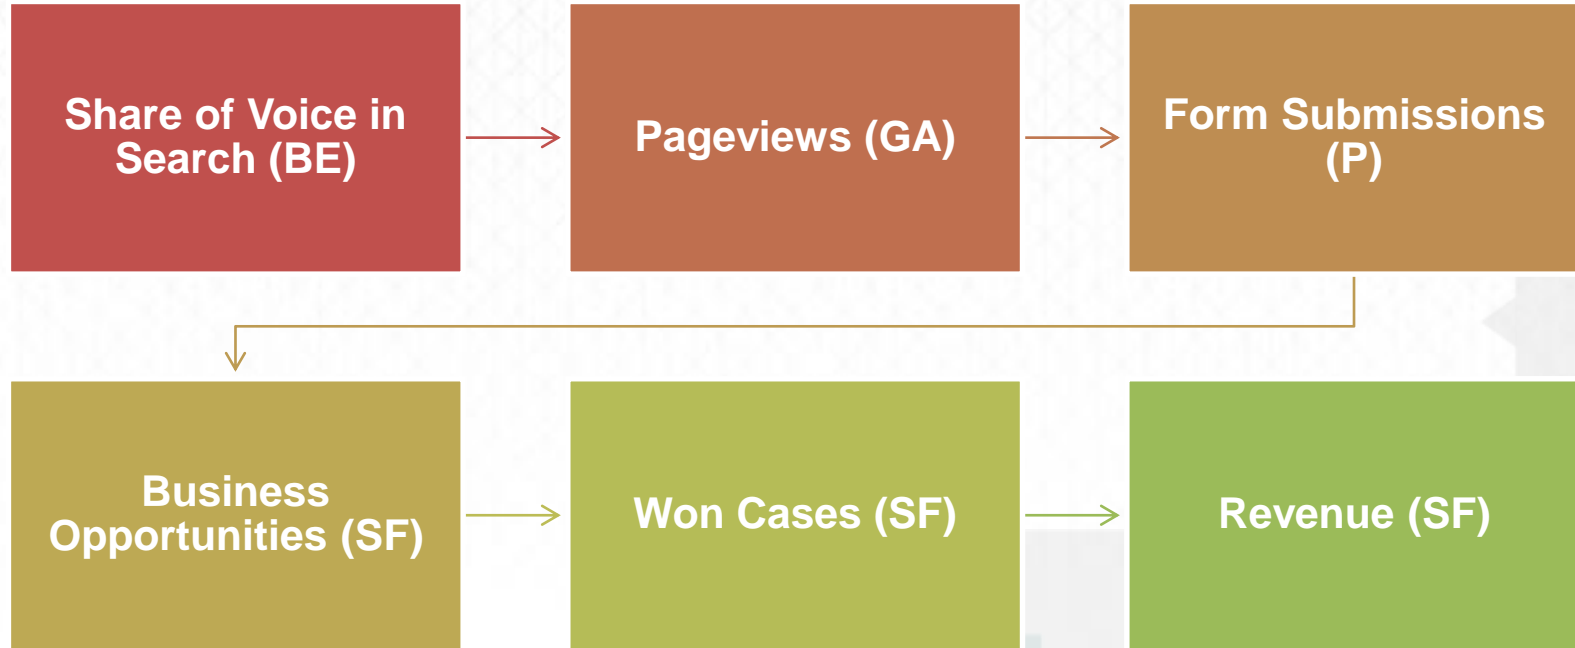 Share of Voice in
Search (BE)
Pageviews (GA)
Form Submissions
(P)
Business
Opportunities (SF)
Won Cases (SF)
Revenue (SF)